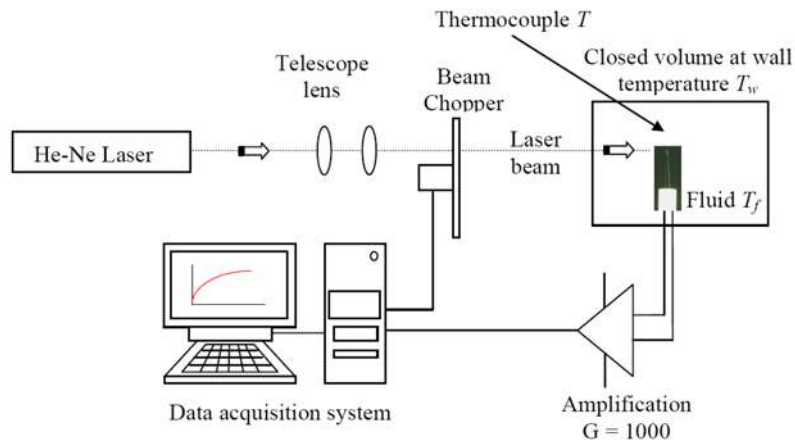 Thermocouple T
Closed volume at wall
temperature Tw
Telescope
lens
Beam
Chopper
He-Ne Laser
Laser
beam
Fluid Tf
Data acquisition system
Amplification
G = 1000